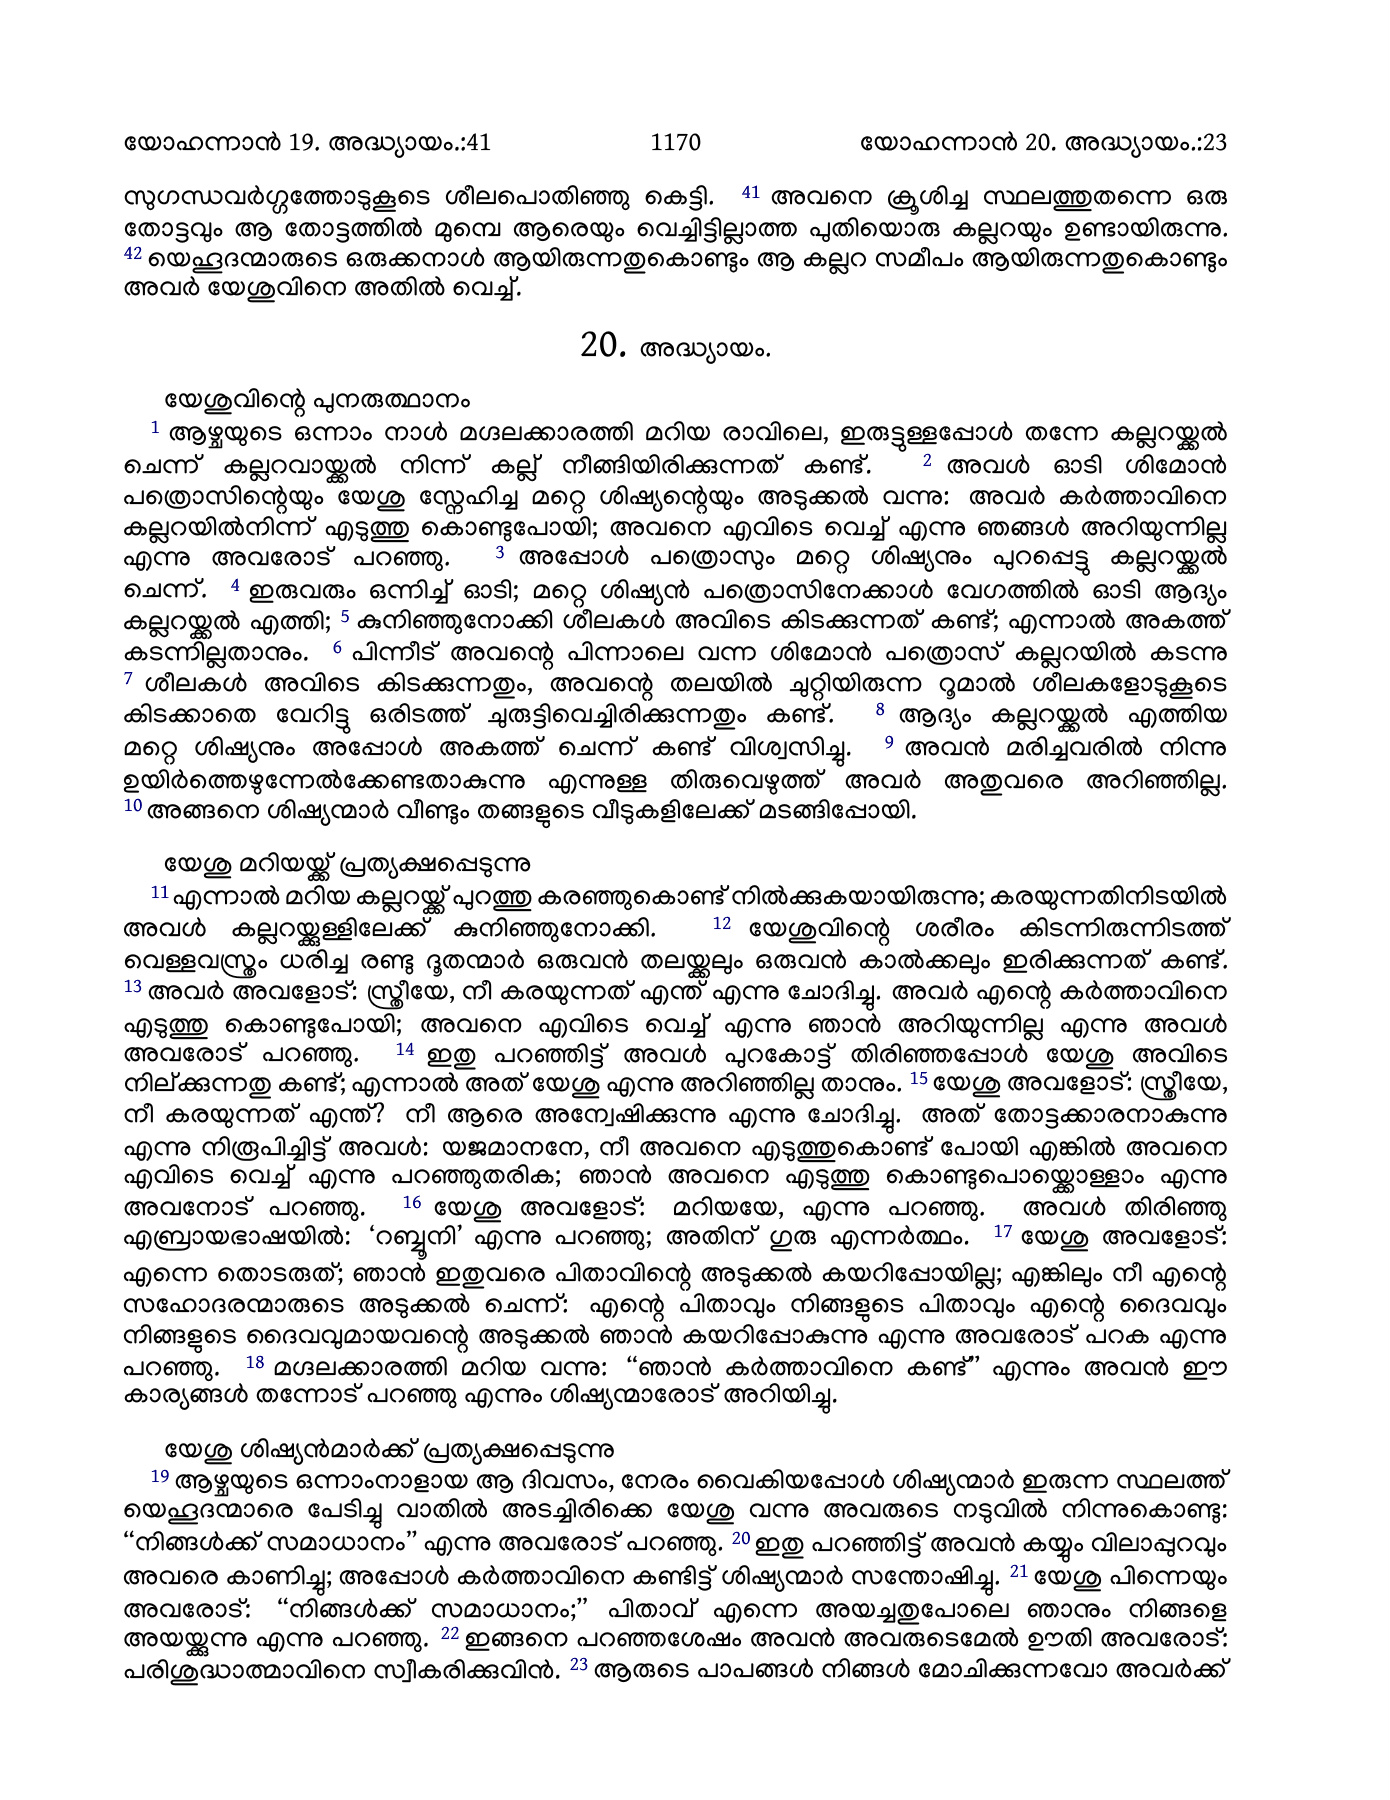 യോഹന്നാൻ 19. അദ്ധ്യായം.:41 1170 യോഹന്നാൻ 20. അദ്ധ്യായം.:23
സുഗന്ധവർഗ്ഗത്തോടുകൂടെ ശീലപൊതിഞ്ഞു കെട്ടി. 41 അവനെ ക്രൂശിച്ച സ്ഥലത്തുതന്നെ ഒരു
തോട്ടവും ആ തോട്ടത്തിൽ മുമ്പെ ആരെയും വെച്ചിട്ടില്ലാത്ത പുതിയൊരു കല്ലറയും ഉണ്ടായിരുന്നു.
42 യെഹൂദന്മാരുടെ ഒരുക്കനാൾ ആയിരുന്നതുകൊണ്ടും ആ കല്ലറ സമീപം ആയിരുന്നതുകൊണ്ടും
അവർ യേശുവിനെ അതിൽ വെച്ച്.
20. അദ്ധ്യായം.
യേശുവിന്റെ പുനരുത്ഥാനം
1 ആഴ്ചയുടെ ഒന്നാം നാൾ മഗ്ദലക്കാരത്തി മറിയ രാവിലെ, ഇരുട്ടുള്ളപ്പോൾ തന്നേ കല്ലറയ്ക്കൽ
ചെന്ന് കല്ലറവായ്ക്കൽ നിന്ന് കല്ല് നീങ്ങിയിരിക്കുന്നത് കണ്ട്. 2 അവൾ ഓടി ശിമോൻ
പത്രൊസിന്റെയും യേശു സ്നേഹിച്ച മറ്റെ ശിഷ്യന്റെയും അടുക്കൽ വന്നു: അവർ കർത്താവിനെ
കല്ലറയിൽനിന്ന് എടുത്തു കൊണ്ടുപോയി; അവനെ എവിടെ വെച്ച് എന്നു ഞങ്ങൾ അറിയുന്നില്ല
എന്നു അവരോട് പറഞ്ഞു. 3 അപ്പോൾ പത്രൊസും മറ്റെ ശിഷ്യനും പുറപ്പെട്ടു കല്ലറയ്ക്കൽ
ചെന്ന്. 4 ഇരുവരും ഒന്നിച്ച് ഓടി; മറ്റെ ശിഷ്യൻ പത്രൊസിനേക്കാൾ വേഗത്തിൽ ഓടി ആദ്യം
കല്ലറയ്ക്കൽ എത്തി; 5 കുനിഞ്ഞുനോക്കി ശീലകൾ അവിടെ കിടക്കുന്നത് കണ്ട്; എന്നാൽ അകത്ത്
കടന്നില്ലതാനും. 6 പിന്നീട് അവന്റെ പിന്നാലെ വന്ന ശിമോൻ പത്രൊസ് കല്ലറയിൽ കടന്നു
7 ശീലകൾ അവിടെ കിടക്കുന്നതും, അവന്റെ തലയിൽ ചുറ്റിയിരുന്ന റൂമാൽ ശീലകളോടുകൂടെ
കിടക്കാതെ വേറിട്ടു ഒരിടത്ത് ചുരുട്ടിവെച്ചിരിക്കുന്നതും കണ്ട്. 8 ആദ്യം കല്ലറയ്ക്കൽ എത്തിയ
മറ്റെ ശിഷ്യനും അപ്പോൾ അകത്ത് ചെന്ന് കണ്ട് വിശ്വസിച്ചു. 9 അവൻ മരിച്ചവരിൽ നിന്നു
ഉയിർത്തെഴുന്നേൽക്കേണ്ടതാകുന്നു എന്നുള്ള തിരുവെഴുത്ത് അവർ അതുവരെ അറിഞ്ഞില്ല.
10 അങ്ങനെ ശിഷ്യന്മാർ വീണ്ടും തങ്ങളുടെ വീടുകളിലേക്ക് മടങ്ങിപ്പോയി.
യേശു മറിയയ്ക്ക് പ്രത്യക്ഷപ്പെടുന്നു
11 എന്നാൽ മറിയ കല്ലറയ്ക്ക് പുറത്തു കരഞ്ഞുകൊണ്ട് നിൽക്കുകയായിരുന്നു; കരയുന്നതിനിടയിൽ
അവൾ കല്ലറയ്ക്കുള്ളിലേക്ക് കുനിഞ്ഞുനോക്കി. 12 യേശുവിന്റെ ശരീരം കിടന്നിരുന്നിടത്ത്
വെള്ളവസ്ത്രം ധരിച്ച രണ്ടു ദൂതന്മാർ ഒരുവൻ തലയ്ക്കലും ഒരുവൻ കാൽക്കലും ഇരിക്കുന്നത് കണ്ട്.
13 അവർ അവളോട്: സ്ത്രീയേ, നീ കരയുന്നത് എന്ത് എന്നു ചോദിച്ചു. അവർ എന്റെ കർത്താവിനെ
എടുത്തു കൊണ്ടുപോയി; അവനെ എവിടെ വെച്ച് എന്നു ഞാൻ അറിയുന്നില്ല എന്നു അവൾ
അവരോട് പറഞ്ഞു. 14 ഇതു പറഞ്ഞിട്ട് അവൾ പുറകോട്ട് തിരിഞ്ഞപ്പോൾ യേശു അവിടെ
നില്ക്കുന്നതു കണ്ട്; എന്നാൽ അത് യേശു എന്നു അറിഞ്ഞില്ല താനും. 15 യേശു അവളോട്: സ്ത്രീയേ,
നീ കരയുന്നത് എന്ത്? നീ ആരെ അന്വേഷിക്കുന്നു എന്നു ചോദിച്ചു. അത് തോട്ടക്കാരനാകുന്നു
എന്നു നിരൂപിച്ചിട്ട് അവൾ: യജമാനനേ, നീ അവനെ എടുത്തുകൊണ്ട് പോയി എങ്കിൽ അവനെ
എവിടെ വെച്ച് എന്നു പറഞ്ഞുതരിക; ഞാൻ അവനെ എടുത്തു കൊണ്ടുപൊയ്ക്കൊള്ളാം എന്നു
അവനോട് പറഞ്ഞു. 16 യേശു അവളോട്: മറിയയേ, എന്നു പറഞ്ഞു. അവൾ തിരിഞ്ഞു
എബ്രായഭാഷയിൽ: ‘റബ്ബൂനി’ എന്നു പറഞ്ഞു; അതിന് ഗുരു എന്നർത്ഥം. 17 യേശു അവളോട്:
എന്നെ തൊടരുത്; ഞാൻ ഇതുവരെ പിതാവിന്റെ അടുക്കൽ കയറിപ്പോയില്ല; എങ്കിലും നീ എന്റെ
സഹോദരന്മാരുടെ അടുക്കൽ ചെന്ന്: എന്റെ പിതാവും നിങ്ങളുടെ പിതാവും എന്റെ ദൈവവും
നിങ്ങളുടെ ദൈവവുമായവന്റെ അടുക്കൽ ഞാൻ കയറിപ്പോകുന്നു എന്നു അവരോട് പറക എന്നു
പറഞ്ഞു. 18 മഗ്ദലക്കാരത്തി മറിയ വന്നു: “ഞാൻ കർത്താവിനെ കണ്ട്” എന്നും അവൻ ഈ
കാര്യങ്ങൾ തന്നോട് പറഞ്ഞു എന്നും ശിഷ്യന്മാരോട് അറിയിച്ചു.
യേശു ശിഷ്യൻമാർക്ക് പ്രത്യക്ഷപ്പെടുന്നു
19 ആഴ്ചയുടെ ഒന്നാംനാളായ ആ ദിവസം, നേരം വൈകിയപ്പോൾ ശിഷ്യന്മാർ ഇരുന്ന സ്ഥലത്ത്
യെഹൂദന്മാരെ പേടിച്ചു വാതിൽ അടച്ചിരിക്കെ യേശു വന്നു അവരുടെ നടുവിൽ നിന്നുകൊണ്ടു:
“നിങ്ങൾക്ക് സമാധാനം” എന്നു അവരോട് പറഞ്ഞു. 20 ഇതു പറഞ്ഞിട്ട് അവൻ കയ്യും വിലാപ്പുറവും
അവരെ കാണിച്ചു; അപ്പോൾ കർത്താവിനെ കണ്ടിട്ട് ശിഷ്യന്മാർ സന്തോഷിച്ചു. 21 യേശു പിന്നെയും
അവരോട്: “നിങ്ങൾക്ക് സമാധാനം;” പിതാവ് എന്നെ അയച്ചതുപോലെ ഞാനും നിങ്ങളെ
അയയ്ക്കുന്നു എന്നു പറഞ്ഞു. 22 ഇങ്ങനെ പറഞ്ഞശേഷം അവൻ അവരുടെമേൽ ഊതി അവരോട്:
പരിശുദ്ധാത്മാവിനെ സ്വീകരിക്കുവിൻ. 23 ആരുടെ പാപങ്ങൾ നിങ്ങൾ മോചിക്കുന്നവോ അവർക്ക്